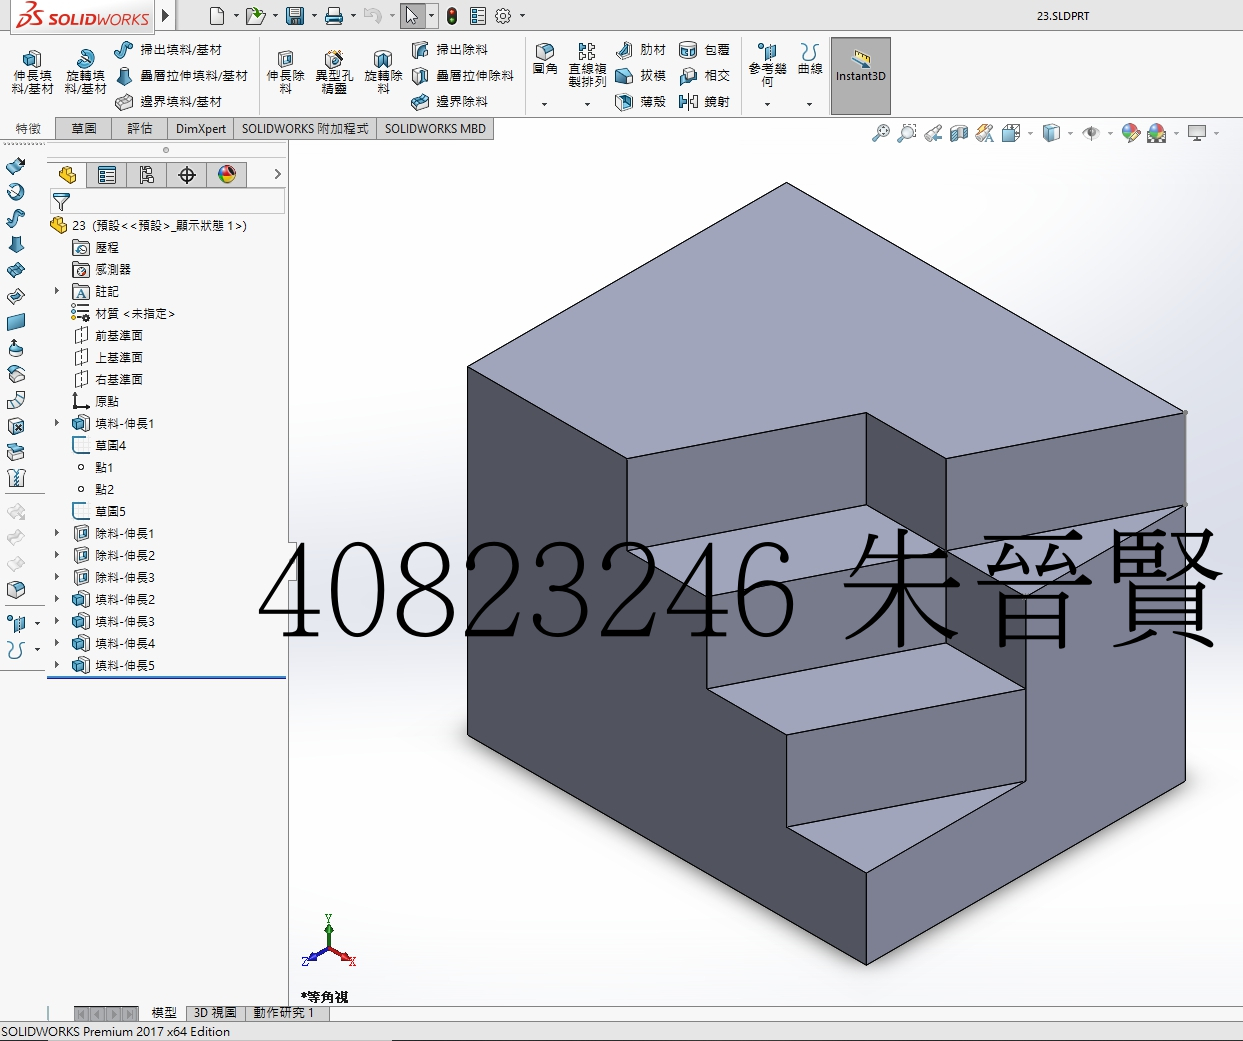 SOLIDWORKS
23.SLDPRT
伸長填料/基材
旋轉填料/基材
掃出填料/基材
疊層拉伸填料/基材
邊界填料/基材
伸長除料
異型孔精靈
旋轉除料
掃出除料
疊層拉伸除料
邊界除料
圓角
直線複製排列
肋材
拔模
薄殼
包覆
相交
鏡射
參考幾何
曲線
Instant3D
特徵
草圖
評估
DimXpert
SOLIDWORKS 附加程式
SOLIDWORKS MBD
23 (預設<<預設>_顯示狀態 1>)
歷程
感測器
註記
材質 <未指定>
前基準面
上基準面
右基準面
原點
填料-伸長1
草圖4
點1
點2
草圖5
除料-伸長1
除料-伸長2
除料-伸長3
填料-伸長2
填料-伸長3
填料-伸長4
填料-伸長5
40823246 朱晉賢
Y
Z
X
*等角視
模型
3D 視圖
動作研究 1
SOLIDWORKS Premium 2017 x64 Edition